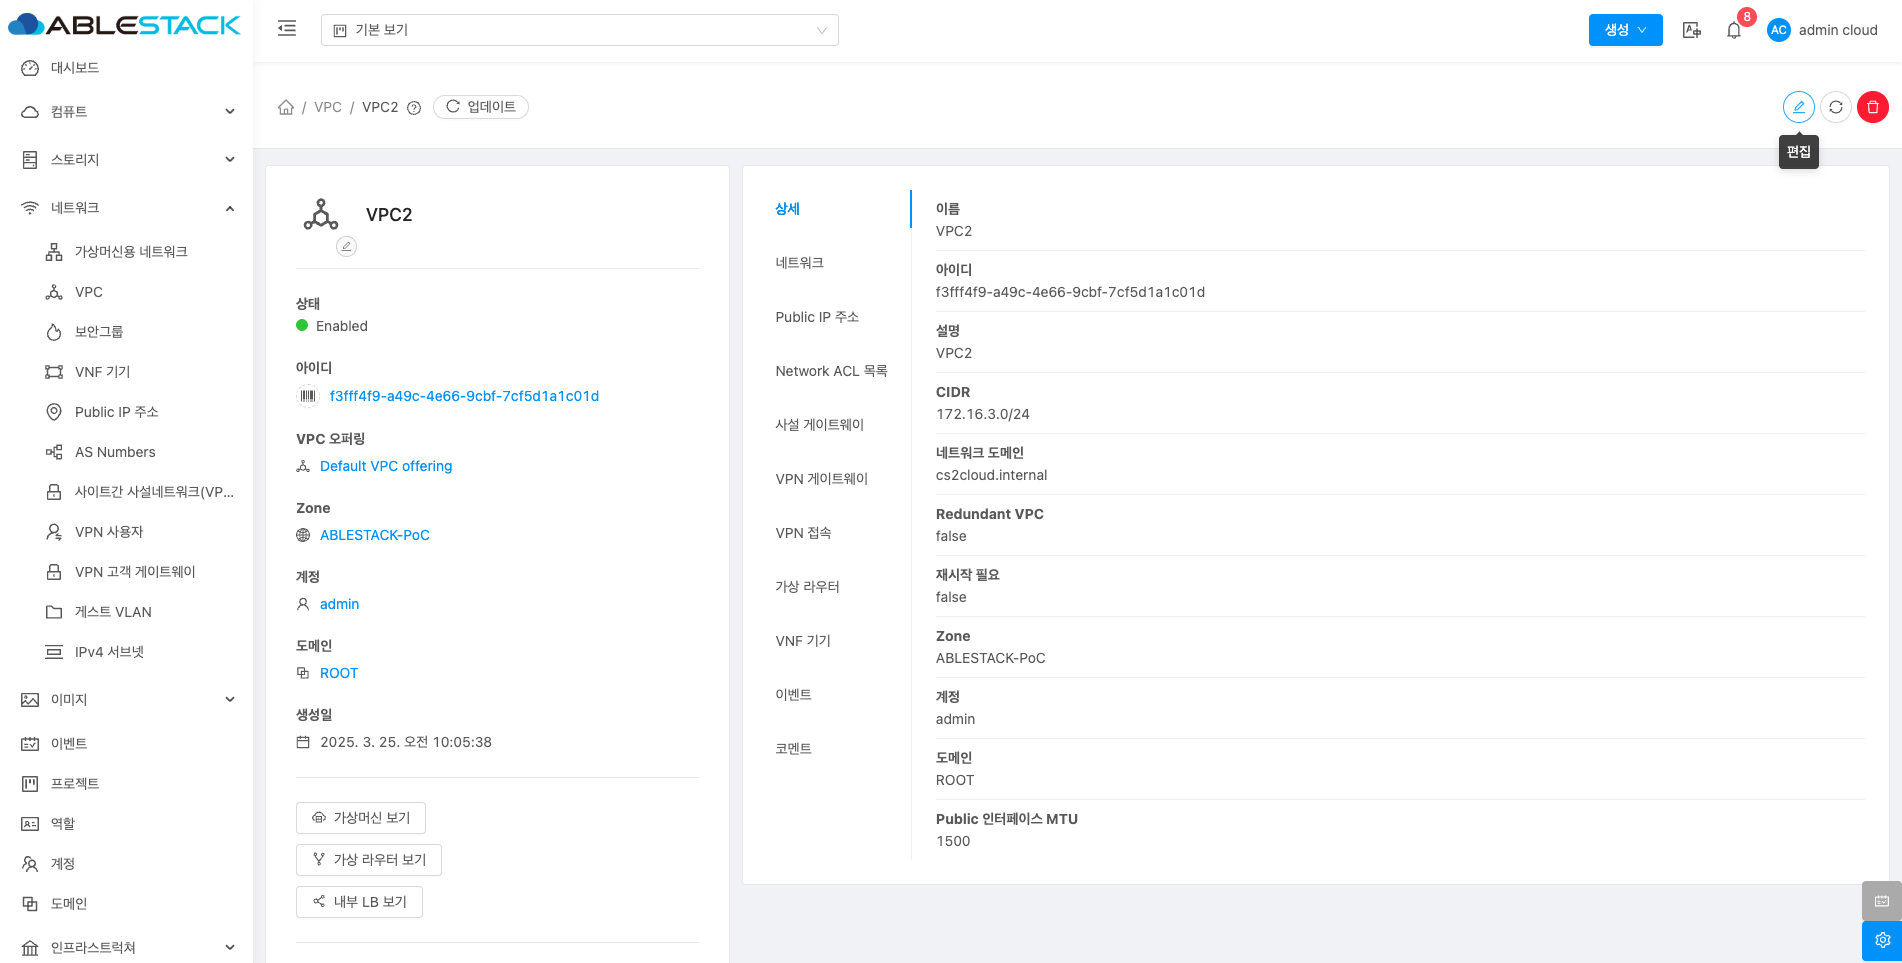 ABLESTACK
기본 보기
생성
8
AC
admin cloud
대시보드
컴퓨트
스토리지
네트워크
가상머신용 네트워크
VPC
보안그룹
VNF 기기
Public IP 주소
AS Numbers
사이트간 사설네트워크(VP...
VPN 사용자
VPN 고객 게이트웨이
게스트 VLAN
IPv4 서브넷
이미지
이벤트
프로젝트
역할
계정
도메인
인프라스트럭쳐
/ VPC / VPC2
업데이트
편집
VPC2
상태
Enabled
아이디
f3fff4f9-a49c-4e66-9cbf-7cf5d1a1c01d
VPC 오퍼링
Default VPC offering
Zone
ABLESTACK-PoC
계정
admin
도메인
ROOT
생성일
2025. 3. 25. 오전 10:05:38
가상머신 보기
가상 라우터 보기
내부 LB 보기
상세
네트워크
Public IP 주소
Network ACL 목록
사설 게이트웨이
VPN 게이트웨이
VPN 접속
가상 라우터
VNF 기기
이벤트
코멘트
이름
VPC2
아이디
f3fff4f9-a49c-4e66-9cbf-7cf5d1a1c01d
설명
VPC2
CIDR
172.16.3.0/24
네트워크 도메인
cs2cloud.internal
Redundant VPC
false
재시작 필요
false
Zone
ABLESTACK-PoC
계정
admin
도메인
ROOT
Public 인터페이스 MTU
1500